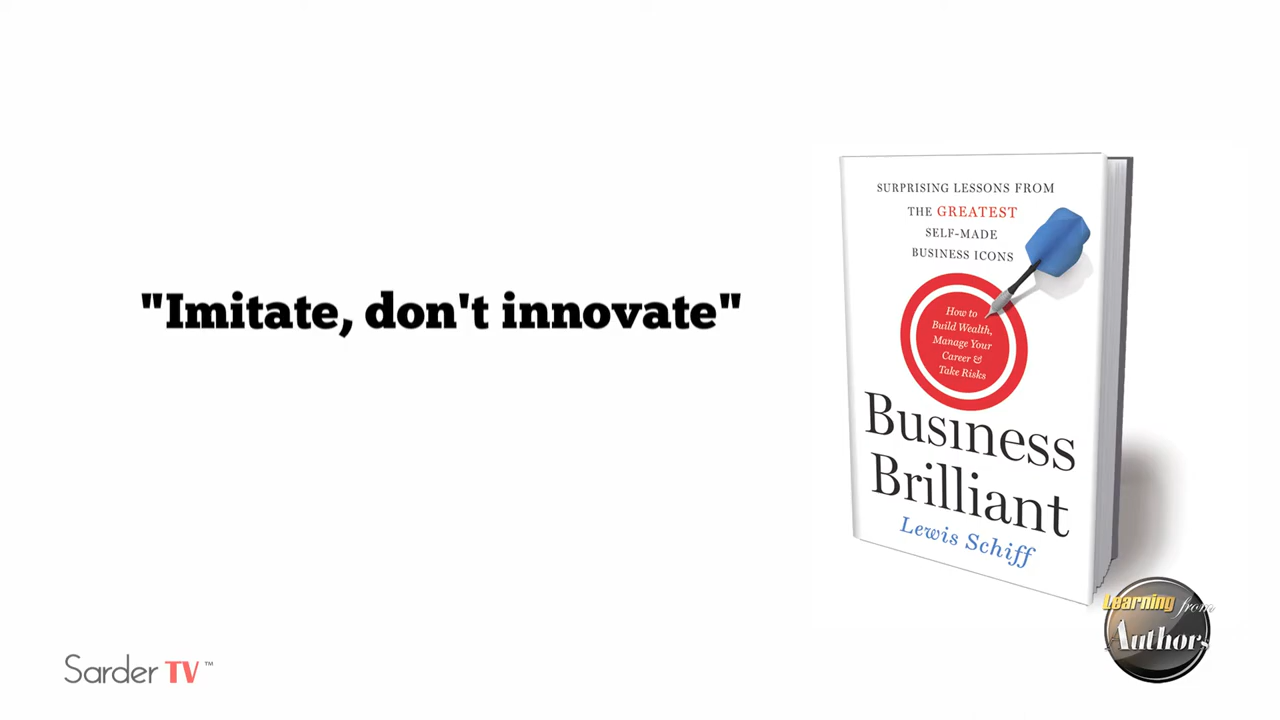 "Imitate, don't innovate"
SURPRISING LESSONS FROM
THE GREATEST
SELF-MADE
BUSINESS ICONS
How to
Build Wealth,
Manage Your
Career &
Take Risks
Business
Brilliant
Lewis Schiff
Learning from
Authors
Sarder TV™